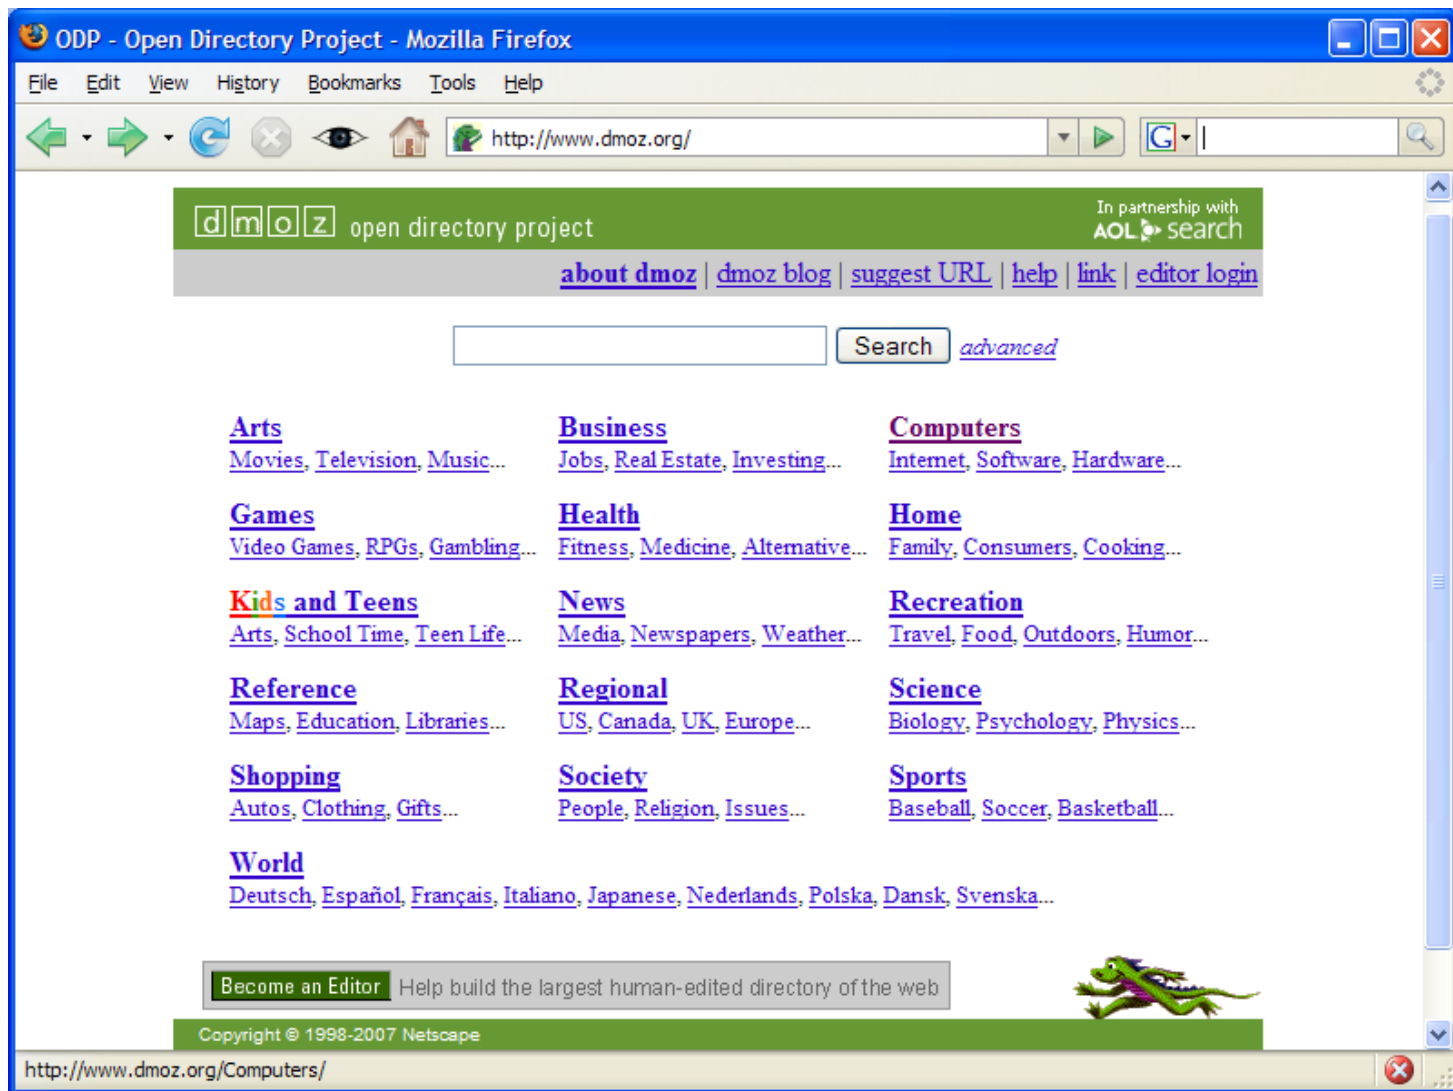 ODP - Open Directory Project - Mozilla Firefox
File Edit View History Bookmarks Tools Help
http://www.dmoz.org/ G
dmoz open directory project
In partnership with
AOL search
about dmoz | dmoz blog | suggest URL | help | link | editor login
Search advanced
Arts Business Computers
Movies, Television, Music... Jobs, Real Estate, Investing... Internet, Software, Hardware...
Games Health Home
Video Games, RPGs, Gambling... Fitness, Medicine, Alternative... Family, Consumers, Cooking...
Kids and Teens News Recreation
Arts, School Time, Teen Life... Media, Newspapers, Weather... Travel, Food, Outdoors, Humor...
Reference Regional Science
Maps, Education, Libraries... US, Canada, UK, Europe... Biology, Psychology, Physics...
Shopping Society Sports
Autos, Clothing, Gifts... People, Religion, Issues... Baseball, Soccer, Basketball...
World
Deutsch, Español, Français, Italiano, Japanese, Nederlands, Polska, Dansk, Svenska...
Become an Editor Help build the largest human-edited directory of the web
Copyright © 1998-2007 Netscape
http://www.dmoz.org/Computers/